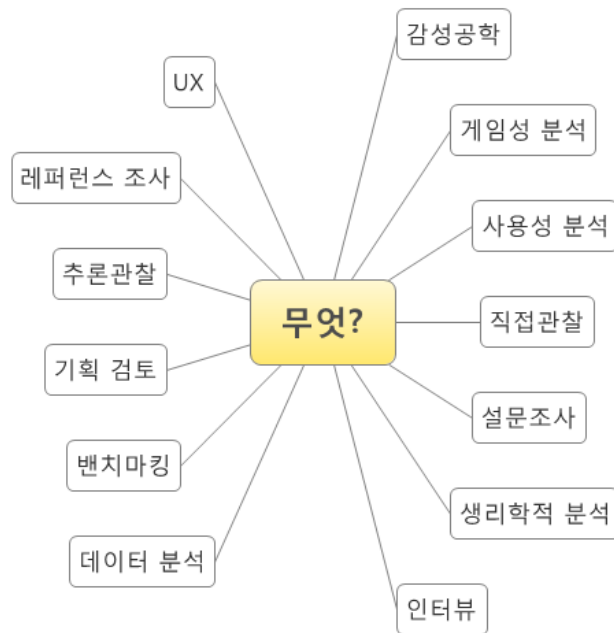 감성공학
UX
게임성 분석
레퍼런스 조사
사용성 분석
추론관찰
무엇?
직접관찰
기획 검토
설문조사
벤치마킹
생리학적 분석
데이터 분석
인터뷰